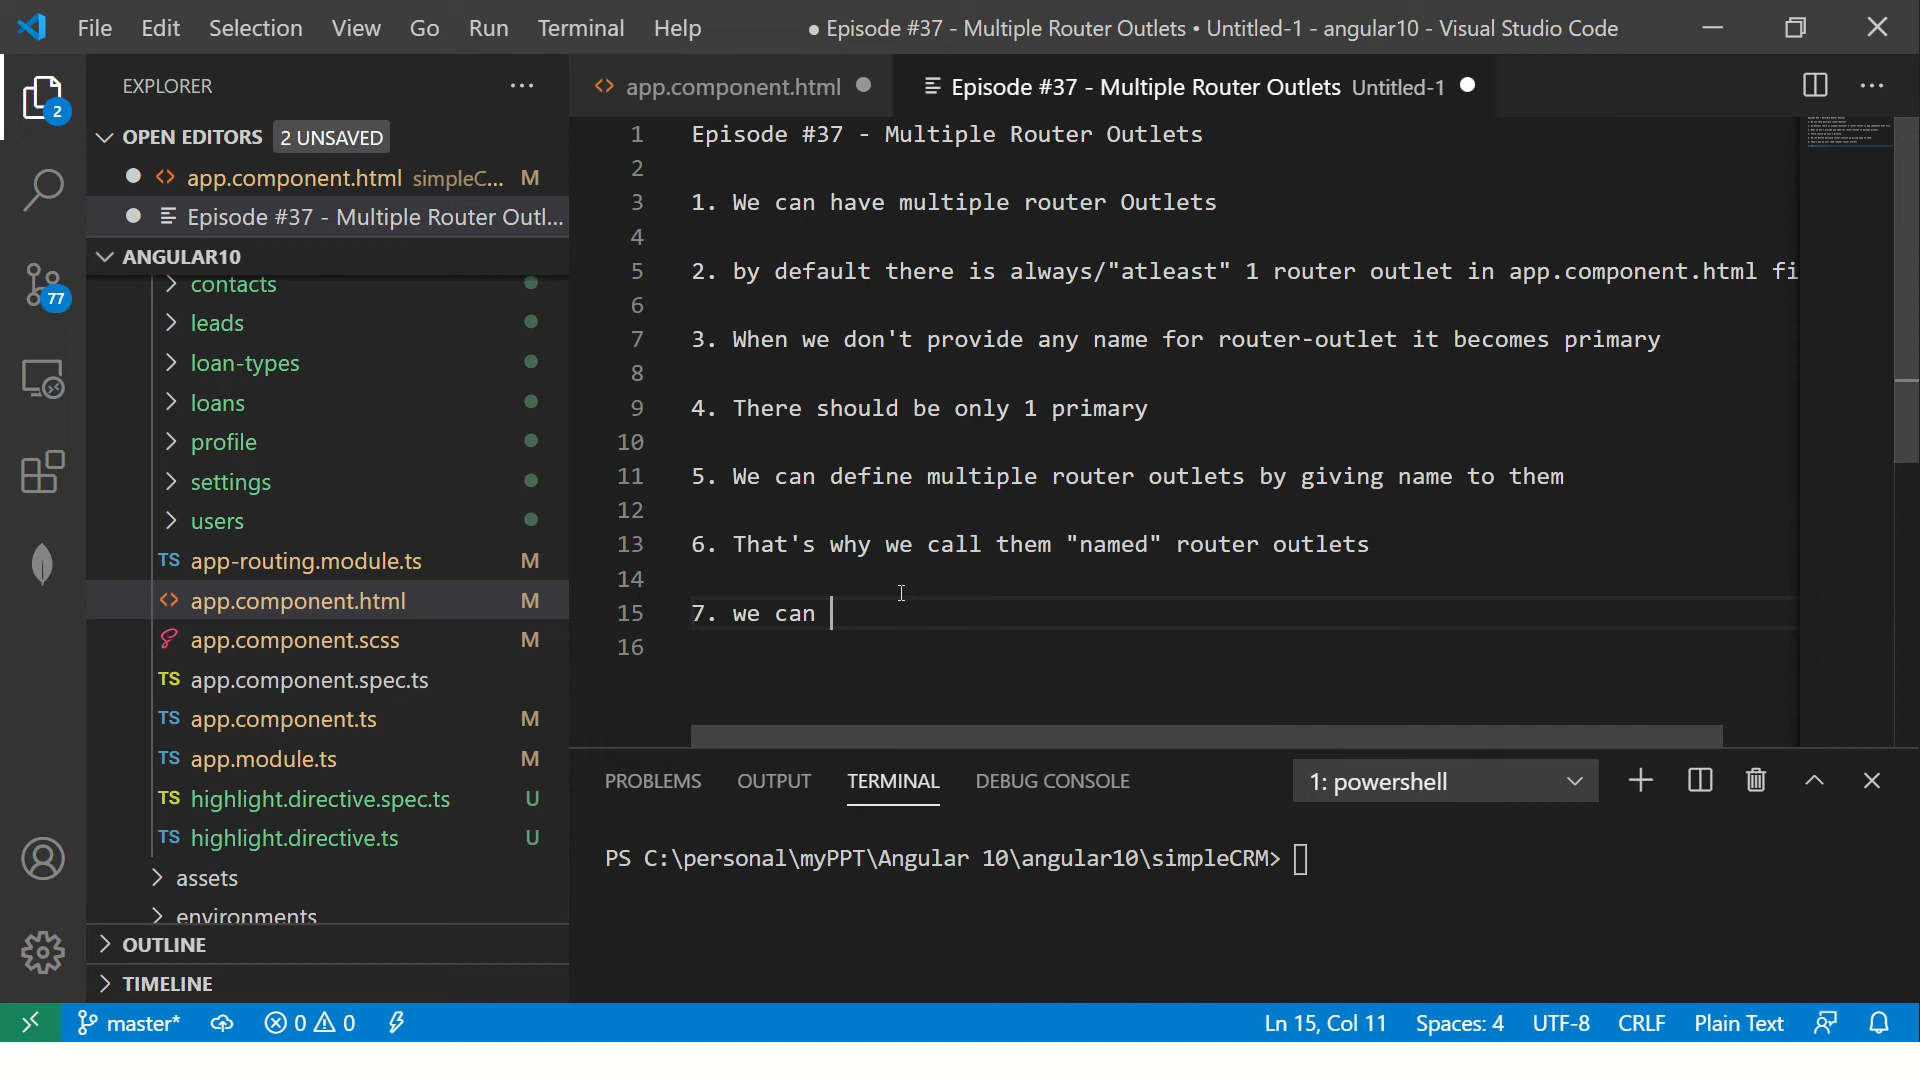 File Edit Selection View Go Run Terminal Help ● Episode #37 - Multiple Router Outlets • Untitled-1 - angular10 - Visual Studio Code
EXPLORER ···
app.component.html
Episode #37 - Multiple Router Outlets Untitled-1
2
OPEN EDITORS 2 UNSAVED
app.component.html simpleC... M
Episode #37 - Multiple Router Outl...
ANGULAR10
contacts
leads
loan-types
loans
profile
settings
users
TS app-routing.module.ts M
app.component.html M
app.component.scss M
TS app.component.spec.ts
TS app.component.ts M
TS app.module.ts M
TS highlight.directive.spec.ts U
TS highlight.directive.ts U
assets
environments
OUTLINE
TIMELINE
77
1 Episode #37 - Multiple Router Outlets
2
3 1. We can have multiple router Outlets
4
5 2. by default there is always/"atleast" 1 router outlet in app.component.html fi
6
7 3. When we don't provide any name for router-outlet it becomes primary
8
9 4. There should be only 1 primary
10
11 5. We can define multiple router outlets by giving name to them
12
13 6. That's why we call them "named" router outlets
14
15 7. we can
16
PROBLEMS OUTPUT TERMINAL DEBUG CONSOLE 1: powershell
PS C:\personal\myPPT\Angular 10\angular10\simpleCRM>
master* 0 0 Ln 15, Col 11 Spaces: 4 UTF-8 CRLF Plain Text